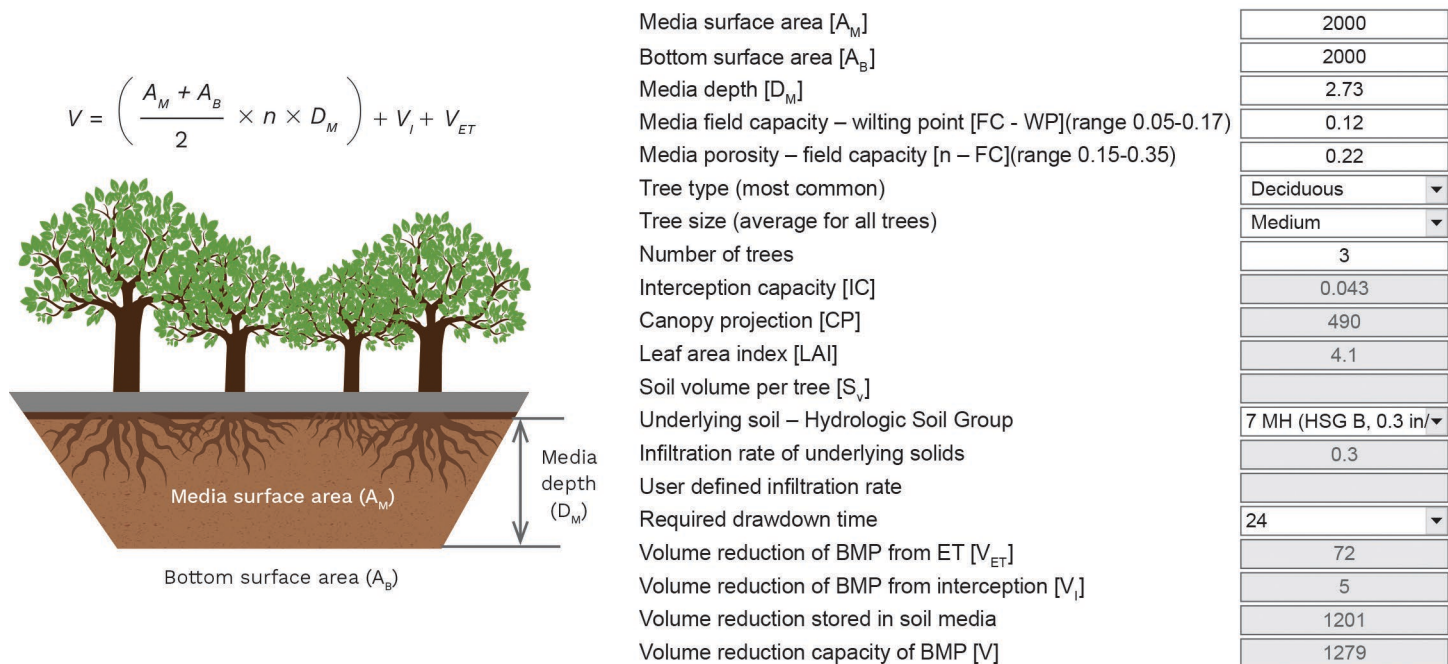 V = ( (A_M + A_B) / 2 × n × D_M ) + V_I + V_ET
Media surface area (A_M)
Media depth (D_M)
Bottom surface area (A_B)
Media surface area [A_M] 2000
Bottom surface area [A_B] 2000
Media depth [D_M] 2.73
Media field capacity – wilting point [FC - WP](range 0.05-0.17) 0.12
Media porosity – field capacity [n – FC](range 0.15-0.35) 0.22
Tree type (most common) Deciduous
Tree size (average for all trees) Medium
Number of trees 3
Interception capacity [IC] 0.043
Canopy projection [CP] 490
Leaf area index [LAI] 4.1
Soil volume per tree [S_v]
Underlying soil – Hydrologic Soil Group 7 MH (HSG B, 0.3 in/
Infiltration rate of underlying solids 0.3
User defined infiltration rate
Required drawdown time 24
Volume reduction of BMP from ET [V_ET] 72
Volume reduction of BMP from interception [V_I] 5
Volume reduction stored in soil media 1201
Volume reduction capacity of BMP [V] 1279